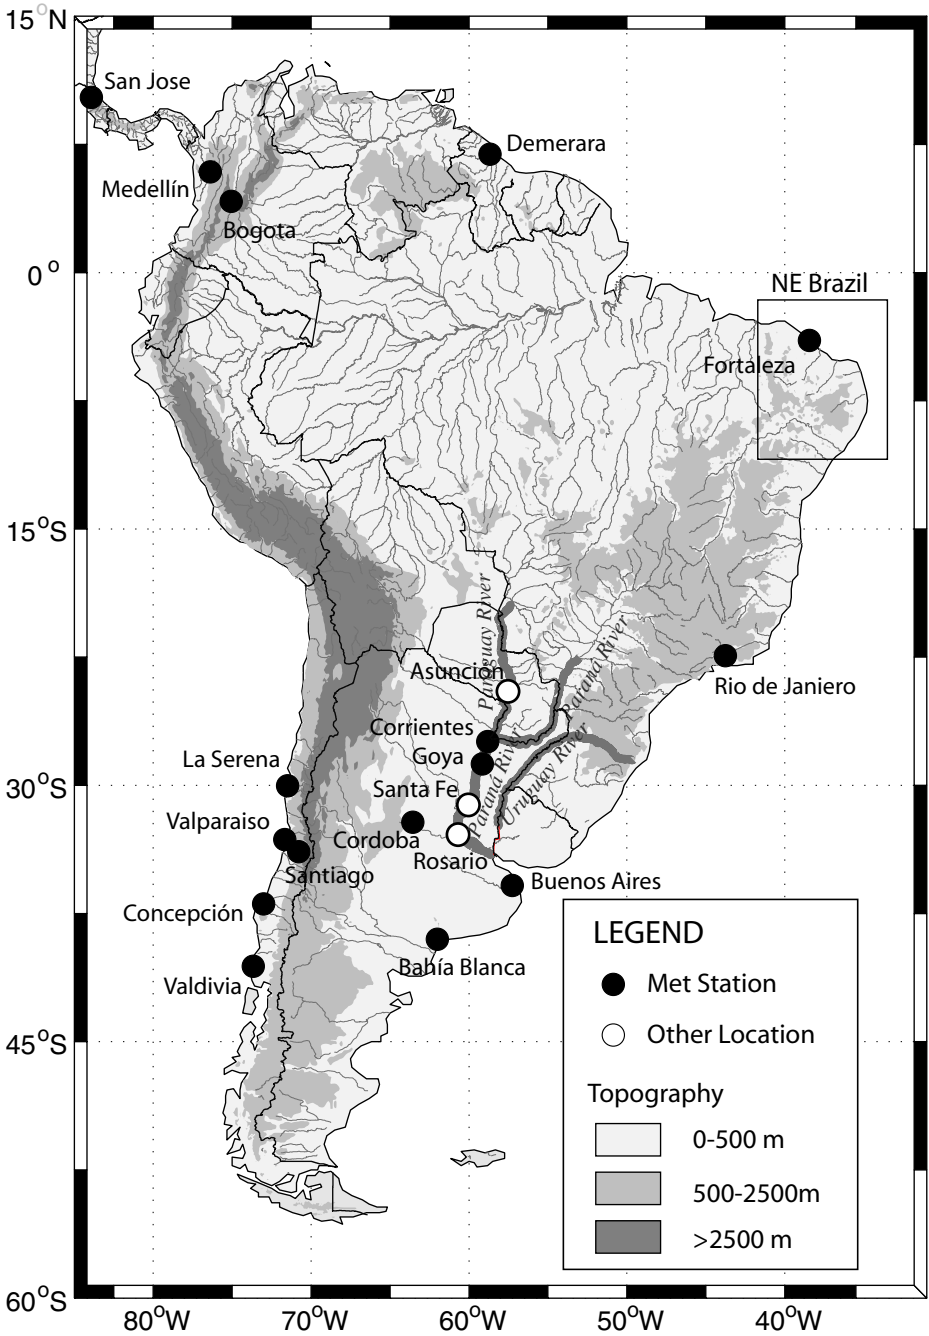 15°N
San Jose
Demerara
Medellín
Bogota
0°
NE Brazil
Fortaleza
15°S
Paraguay River
Parana River
Asunción
Rio de Janiero
Corrientes
Goya
La Serena
30°S
Santa Fe
Paraná River
Uruguay River
Valparaiso
Cordoba
Rosario
Santiago
Buenos Aires
Concepción
LEGEND
Bahía Blanca
Met Station
Valdivia
Other Location
45°S
Topography
0-500 m
500-2500m
>2500 m
60°S
80°W
70°W
60°W
50°W
40°W